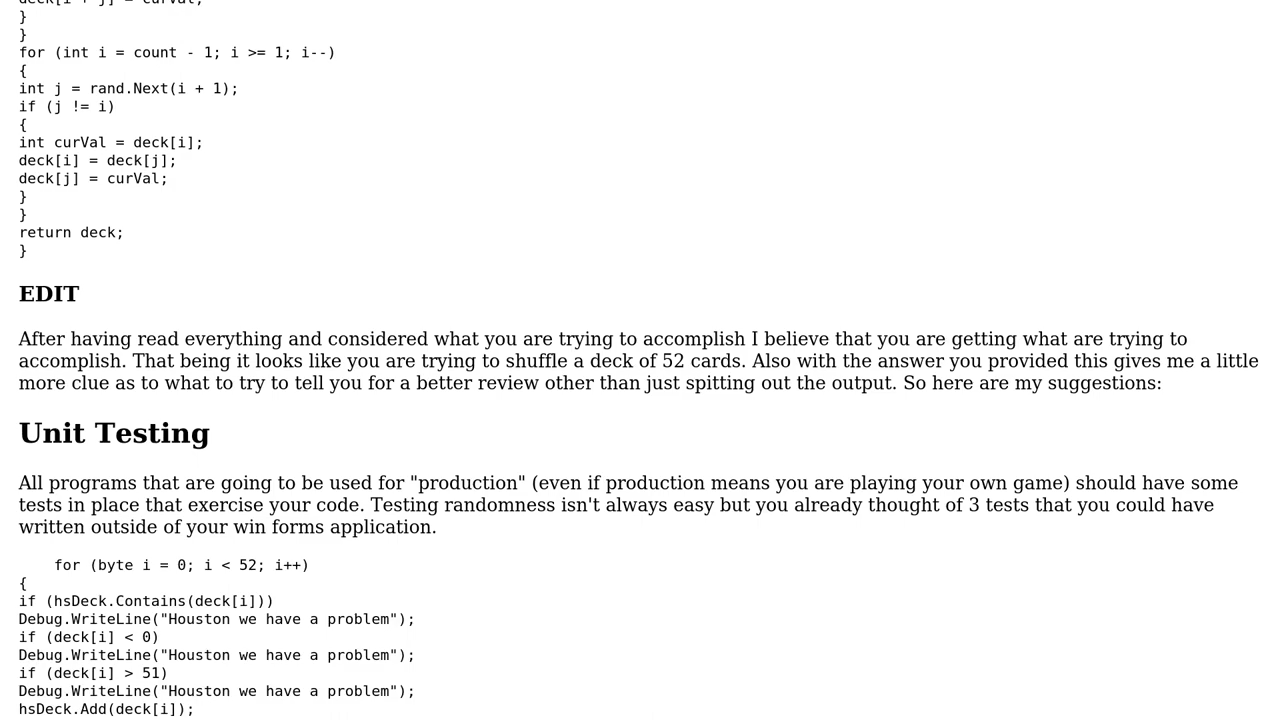 deck[i + j] = curVal;
}
}
for (int i = count - 1; i >= 1; i--)
{
int j = rand.Next(i + 1);
if (j != i)
{
int curVal = deck[i];
deck[i] = deck[j];
deck[j] = curVal;
}
}
return deck;
}
EDIT
After having read everything and considered what you are trying to accomplish I believe that you are getting what are trying to
accomplish. That being it looks like you are trying to shuffle a deck of 52 cards. Also with the answer you provided this gives me a little
more clue as to what to try to tell you for a better review other than just spitting out the output. So here are my suggestions:
Unit Testing
All programs that are going to be used for "production" (even if production means you are playing your own game) should have some
tests in place that exercise your code. Testing randomness isn't always easy but you already thought of 3 tests that you could have
written outside of your win forms application.
for (byte i = 0; i < 52; i++)
{
if (hsDeck.Contains(deck[i]))
Debug.WriteLine("Houston we have a problem");
if (deck[i] < 0)
Debug.WriteLine("Houston we have a problem");
if (deck[i] > 51)
Debug.WriteLine("Houston we have a problem");
hsDeck.Add(deck[i]);